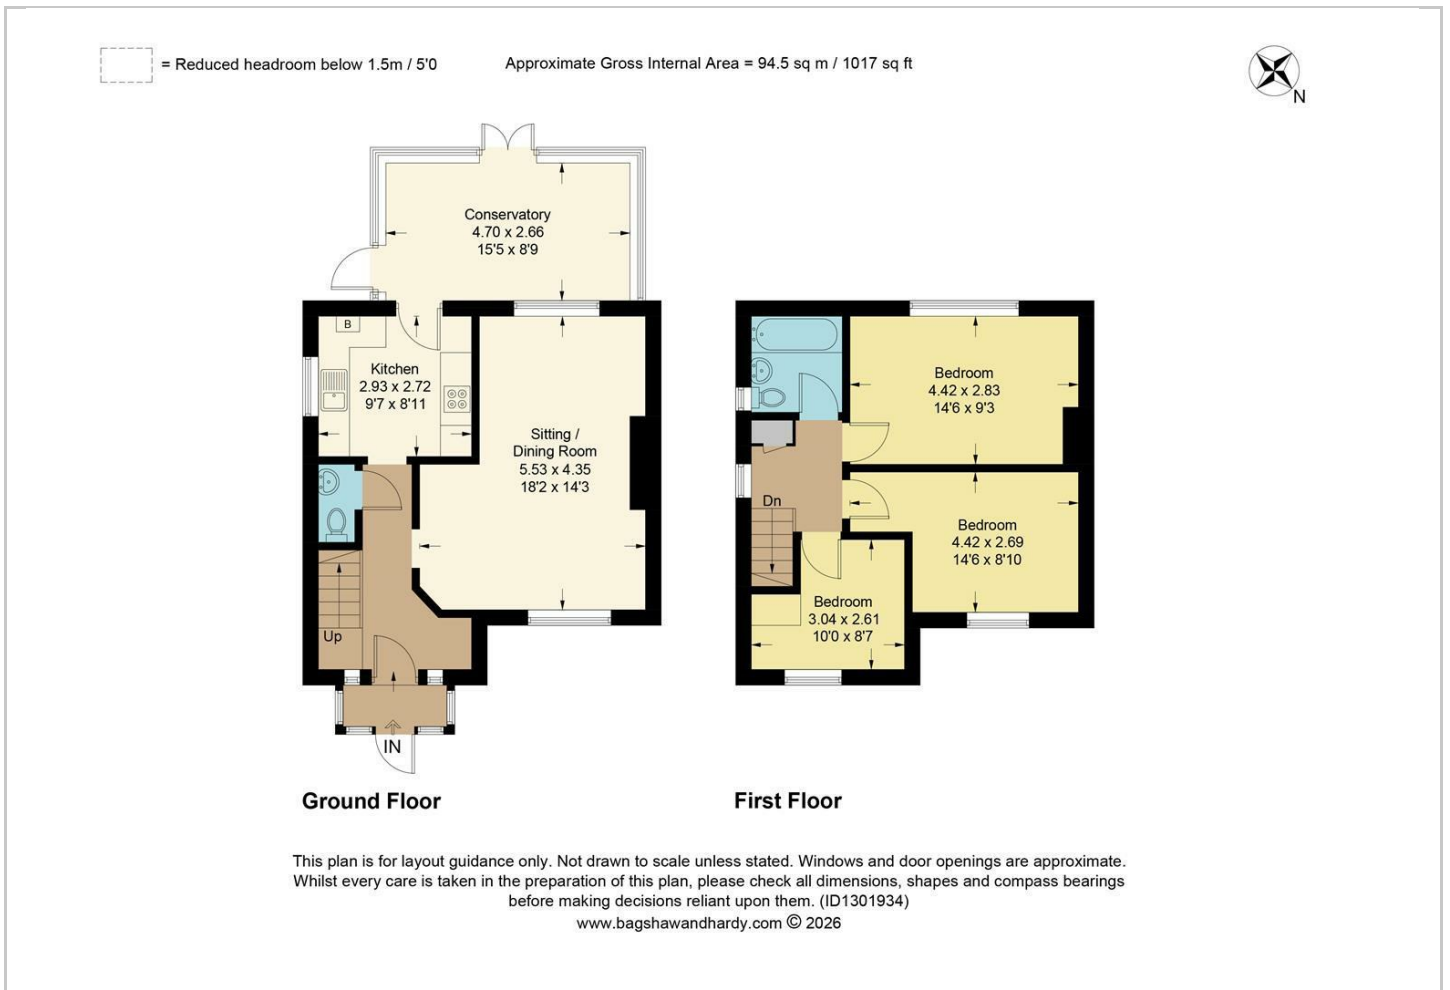 = Reduced headroom below 1.5m / 5'0
Approximate Gross Internal Area = 94.5 sq m / 1017 sq ft
N
Conservatory
4.70 x 2.66
15'5 x 8'9
B
Kitchen
2.93 x 2.72
9'7 x 8'11
Sitting /
Dining Room
5.53 x 4.35
18'2 x 14'3
Up
IN
Bedroom
4.42 x 2.83
14'6 x 9'3
Dn
Bedroom
4.42 x 2.69
14'6 x 8'10
Bedroom
3.04 x 2.61
10'0 x 8'7
Ground Floor
First Floor
This plan is for layout guidance only. Not drawn to scale unless stated. Windows and door openings are approximate.
Whilst every care is taken in the preparation of this plan, please check all dimensions, shapes and compass bearings
before making decisions reliant upon them. (ID1301934)
www.bagshawandhardy.com © 2026